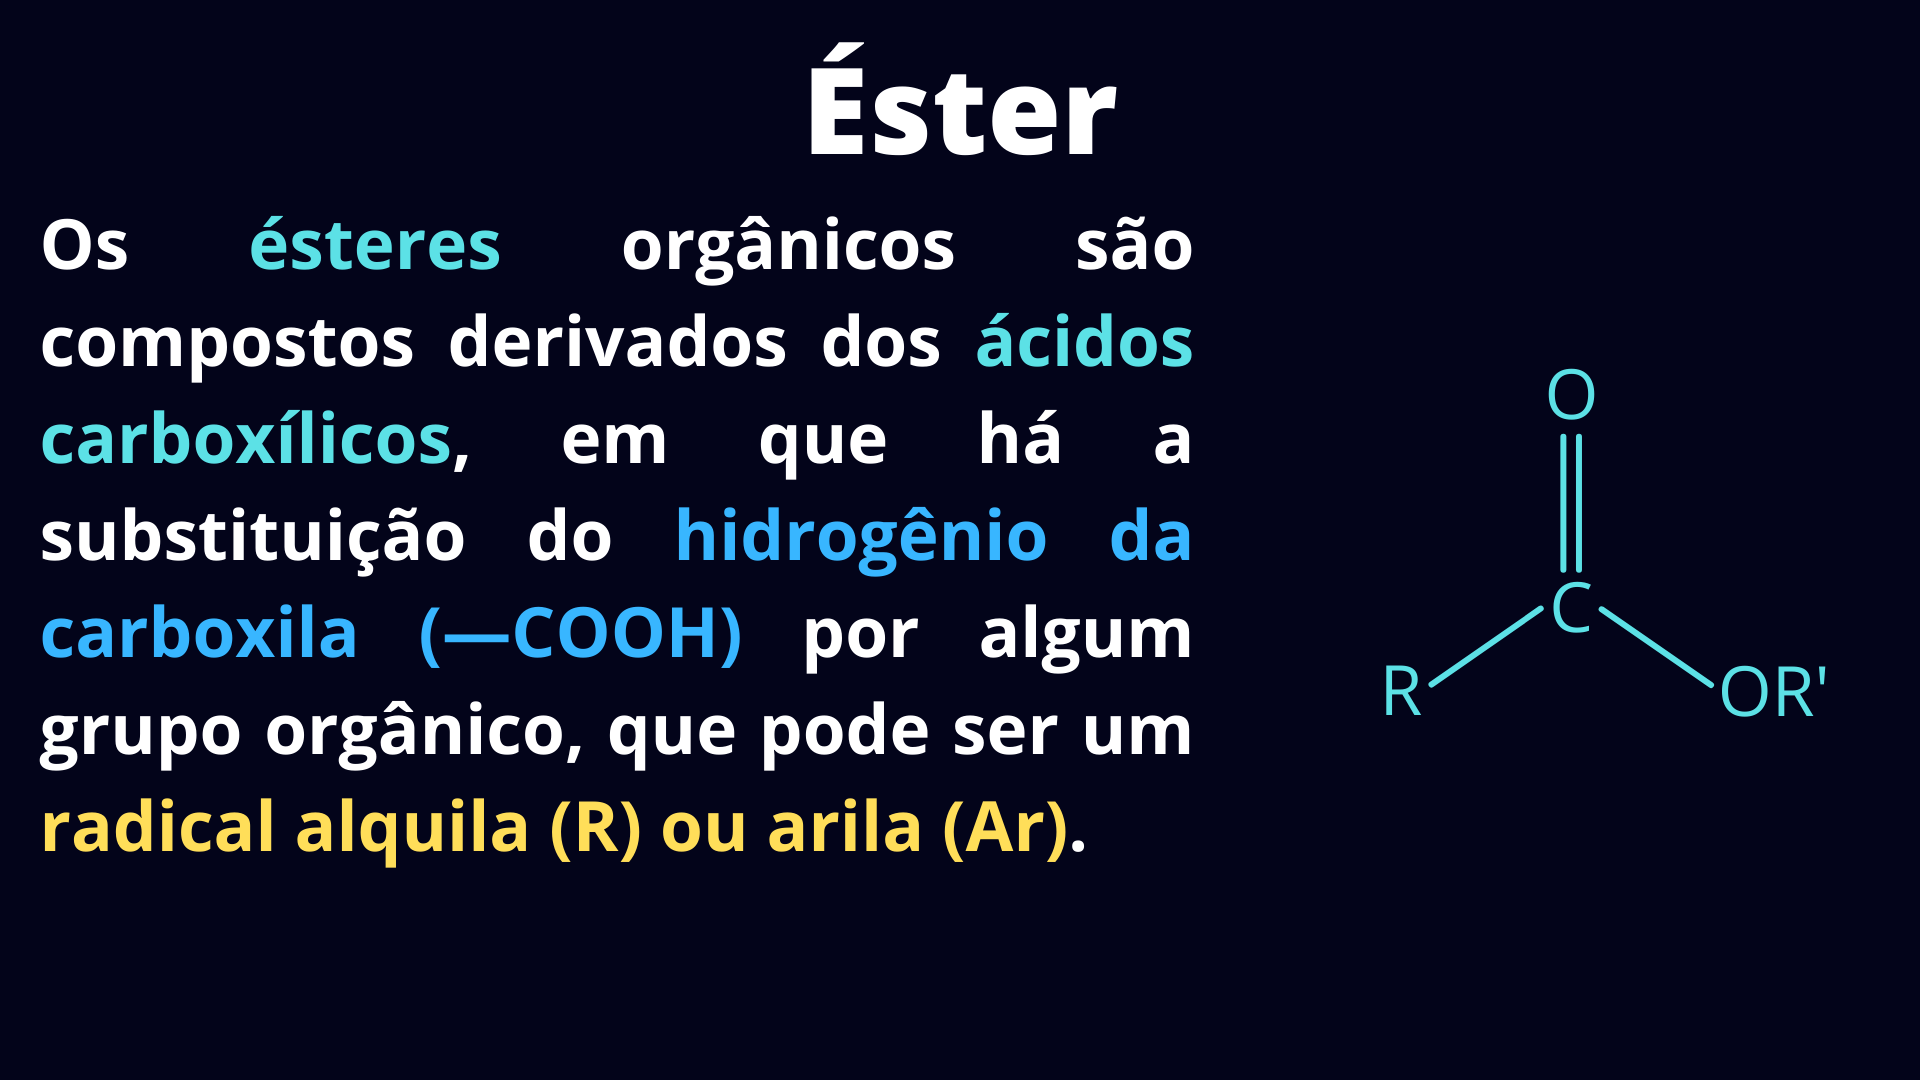 Éster
Os ésteres orgânicos são
compostos derivados dos ácidos
carboxílicos, em que há a
substituição do hidrogênio da
carboxila (—COOH) por algum
grupo orgânico, que pode ser um
radical alquila (R) ou arila (Ar).
O
C
R
OR'